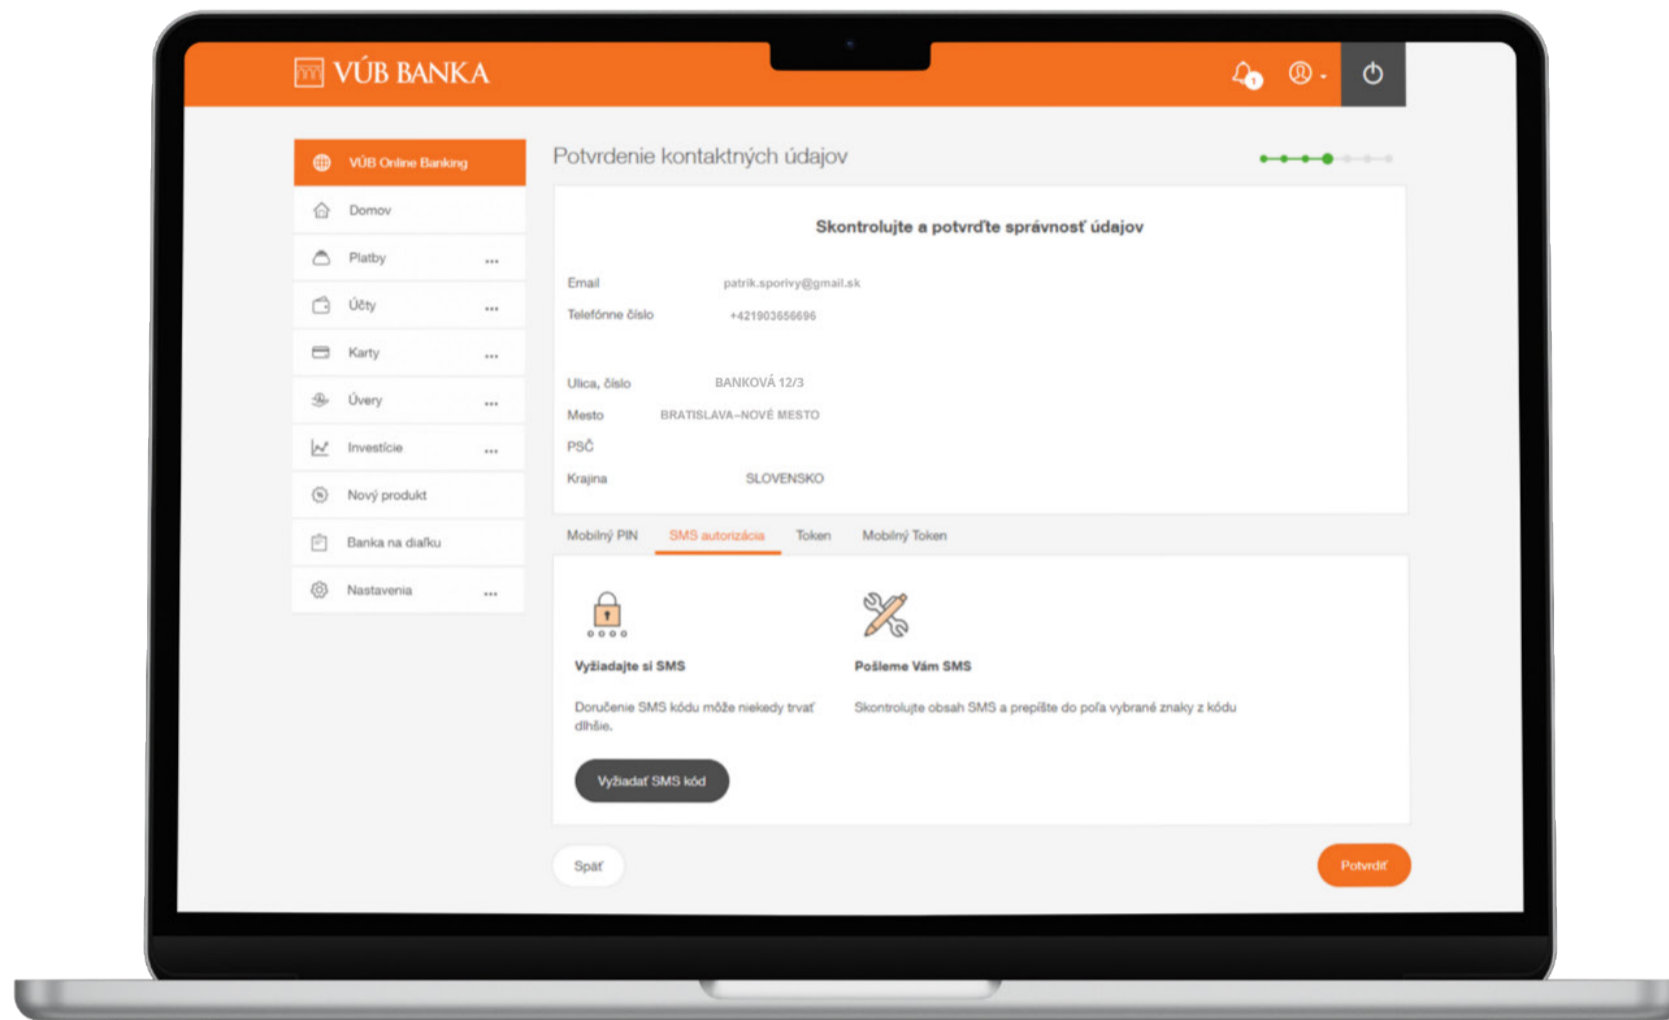 VÚB BANKA
1
VÚB Online Banking
Domov
Platby
Účty
Karty
Úvery
Investície
Nový produkt
Banka na diaľku
Nastavenia
Potvrdenie kontaktných údajov
Skontrolujte a potvrďte správnosť údajov
Email patrik.sporivy@gmail.sk
Telefónne číslo +421903656696
Ulica, číslo BANKOVÁ 12/3
Mesto BRATISLAVA–NOVÉ MESTO
PSČ
Krajina SLOVENSKO
Mobilný PIN SMS autorizácia Token Mobilný Token
Vyžiadajte si SMS
Doručenie SMS kódu môže niekedy trvať
dlhšie.
Vyžiadať SMS kód
Pošleme Vám SMS
Skontrolujte obsah SMS a prepíšte do poľa vybrané znaky z kódu
Späť
Potvrdiť